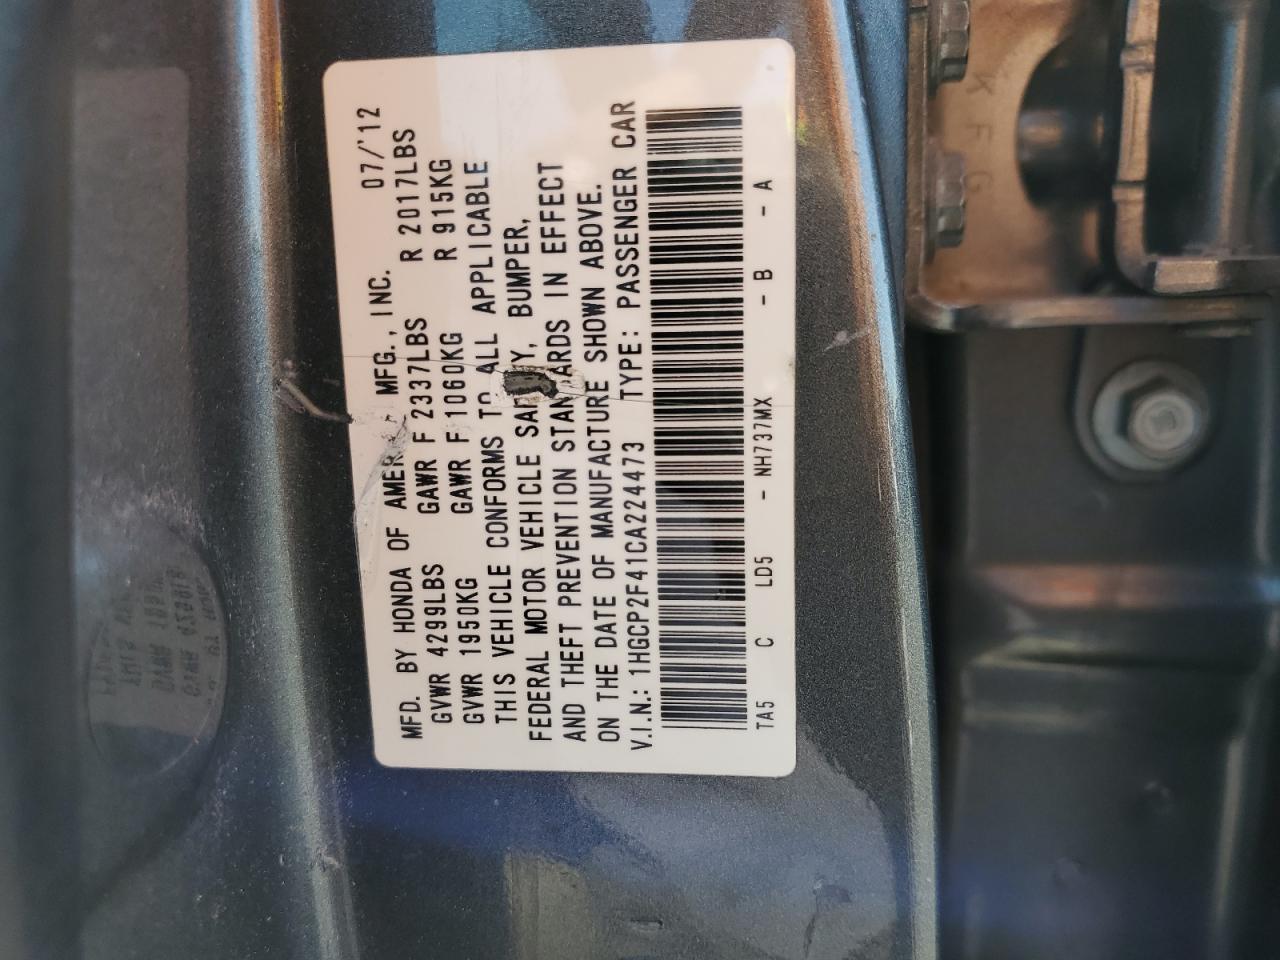 MFD. BY HONDA OF AMER MFG., INC. 07/'12
GVWR 4299LBS GAWR F 2337LBS R 2017LBS
GVWR 1950KG GAWR F 1060KG R 915KG
THIS VEHICLE CONFORMS TO ALL APPLICABLE
FEDERAL MOTOR VEHICLE SAF Y, BUMPER,
AND THEFT PREVENTION STANDARDS IN EFFECT
ON THE DATE OF MANUFACTURE SHOWN ABOVE.
V.I.N.: 1HGCP2F41CA224473 TYPE: PASSENGER CAR
TA5 C LD5 - NH737MX - B - A
K F G